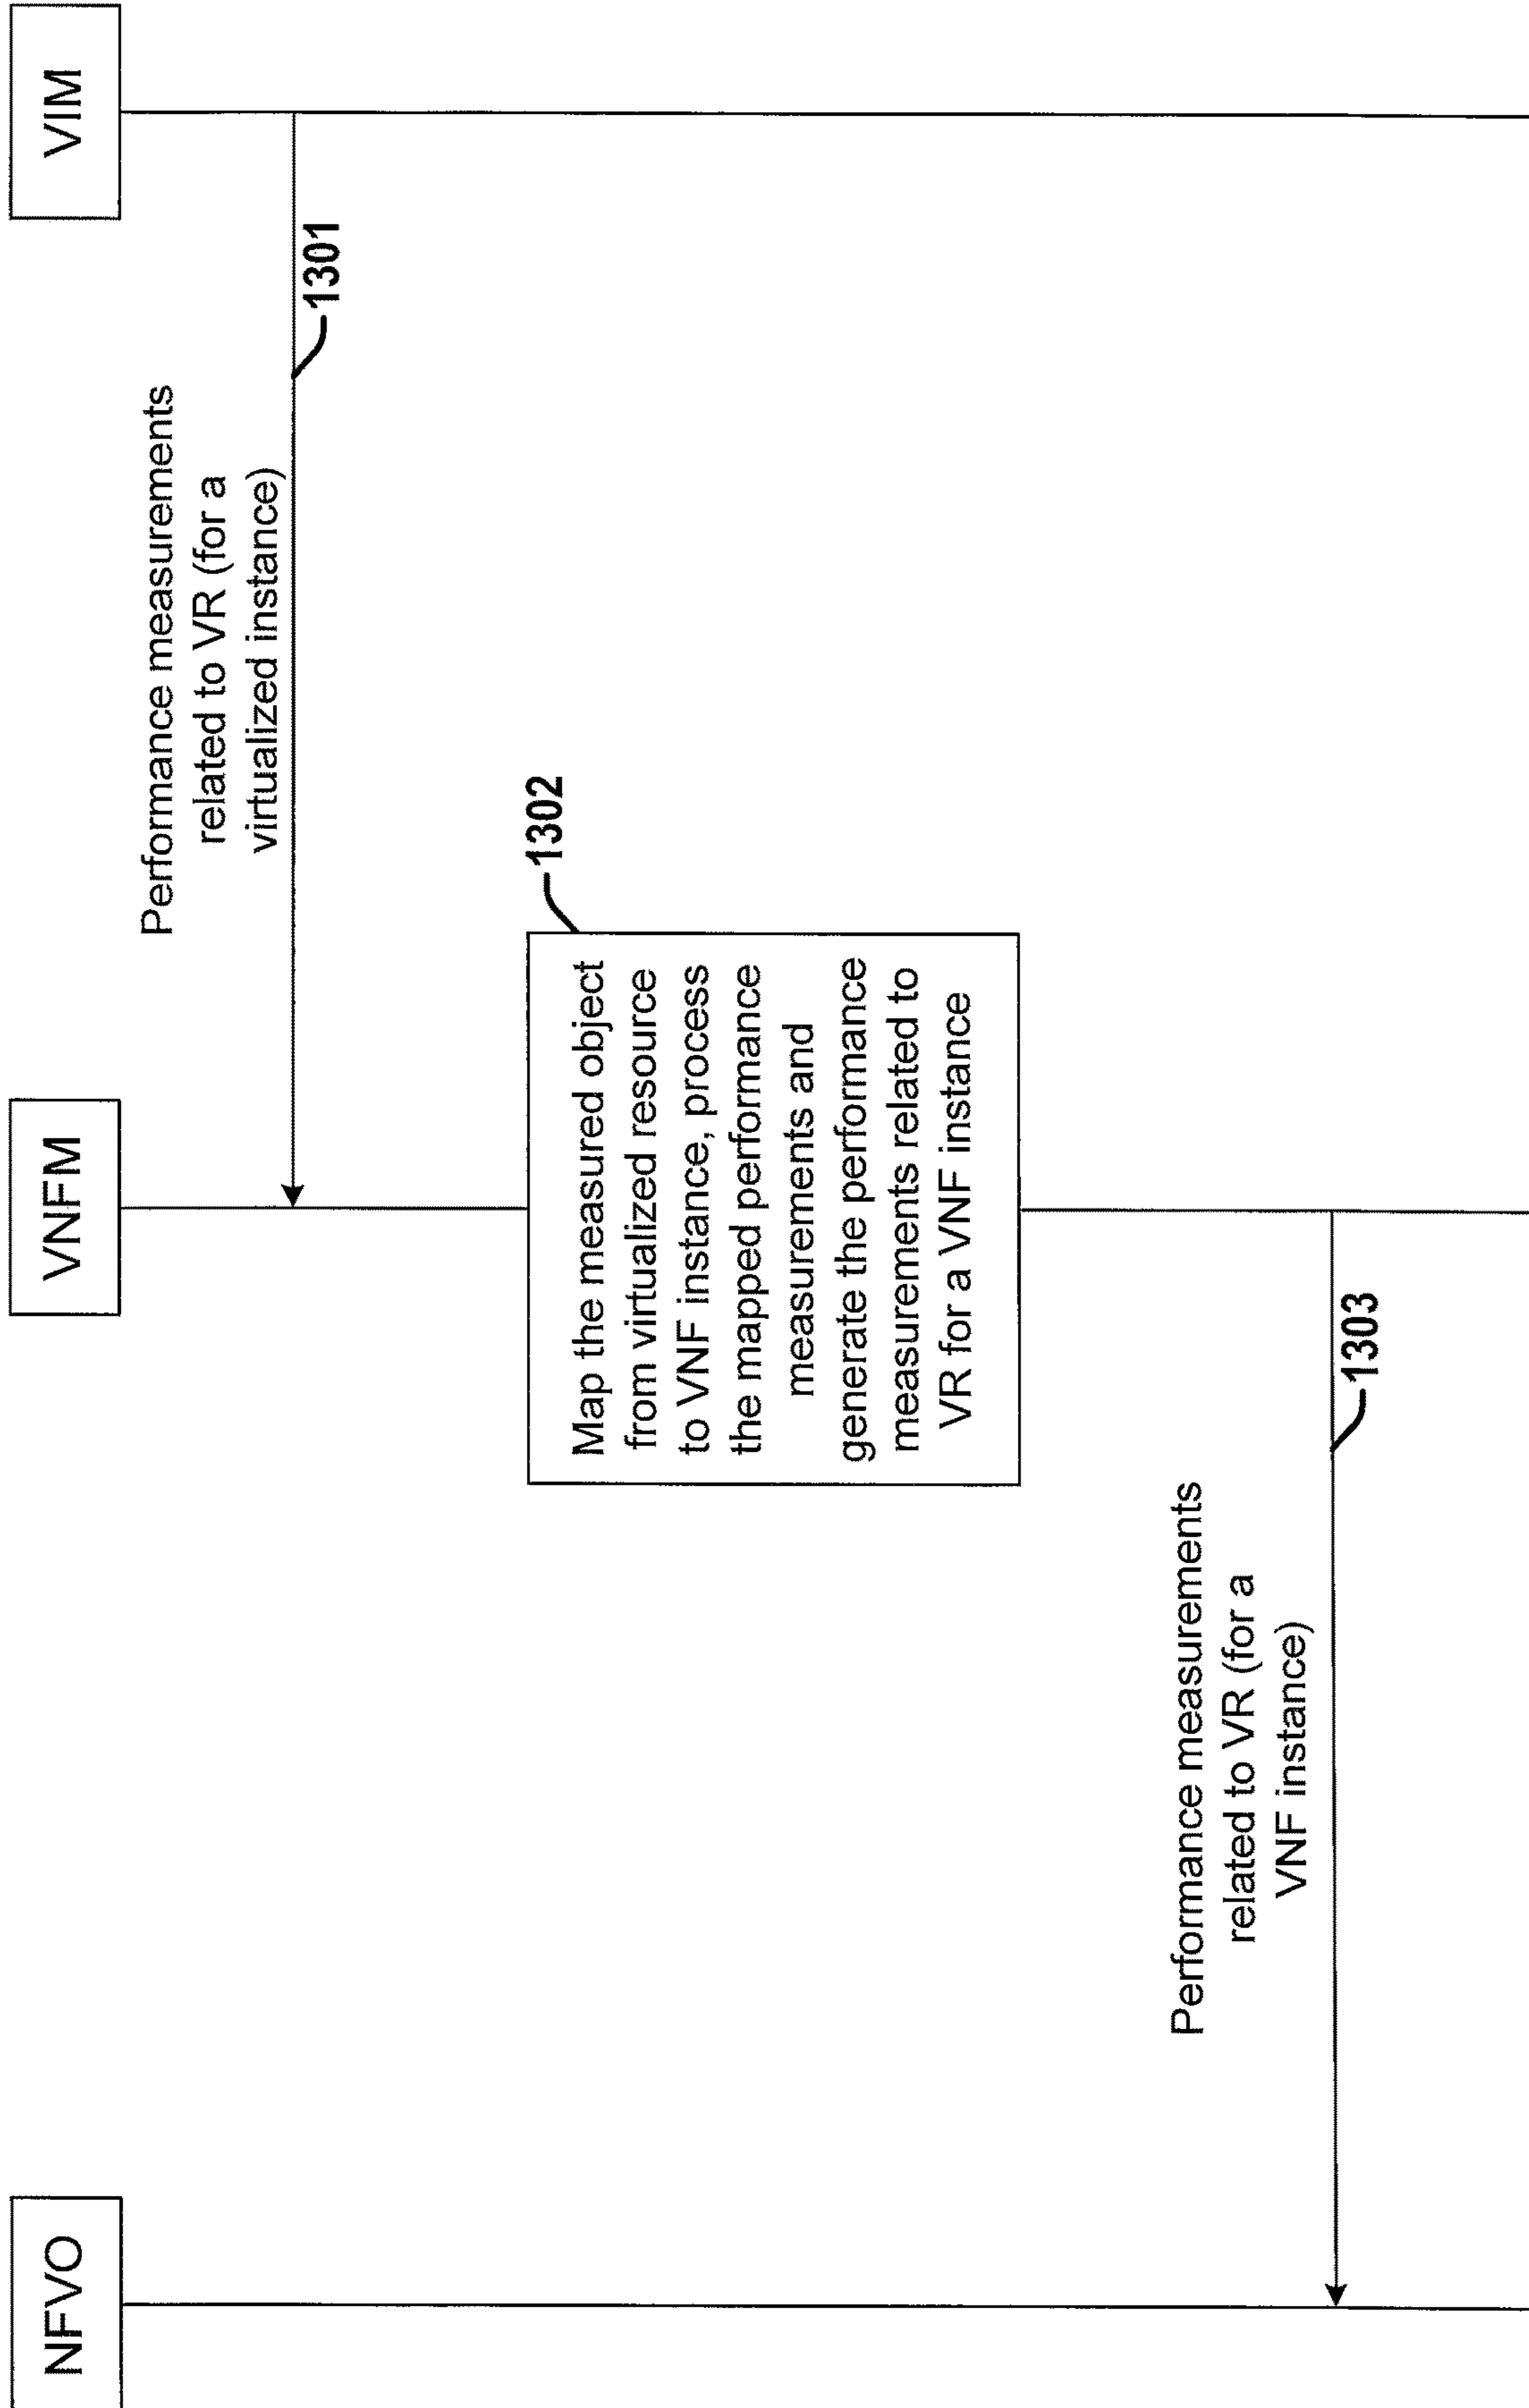 NFVO
VNFM
VIM
Performance measurements
related to VR (for a
virtualized instance)
1301
1302
Map the measured object
from virtualized resource
to VNF instance, process
the mapped performance
measurements and
generate the performance
measurements related to
VR for a VNF instance
Performance measurements
related to VR (for a
VNF instance)
1303